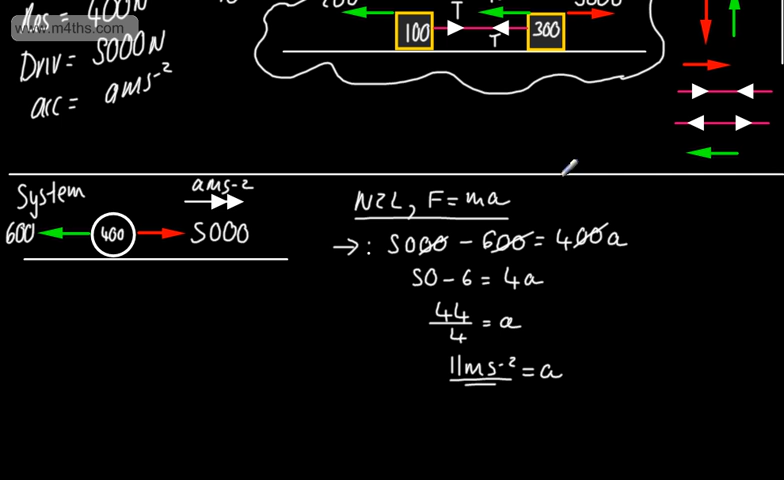 Res = 400N
www.m4ths.com
Driv = 5000N
acc = ams-2
T
100
300
T
System
ams-2
600
400
5000
N2L, F=ma
→: 5000 - 600 = 400a
50 - 6 = 4a
44/4 = a
11ms-2 = a